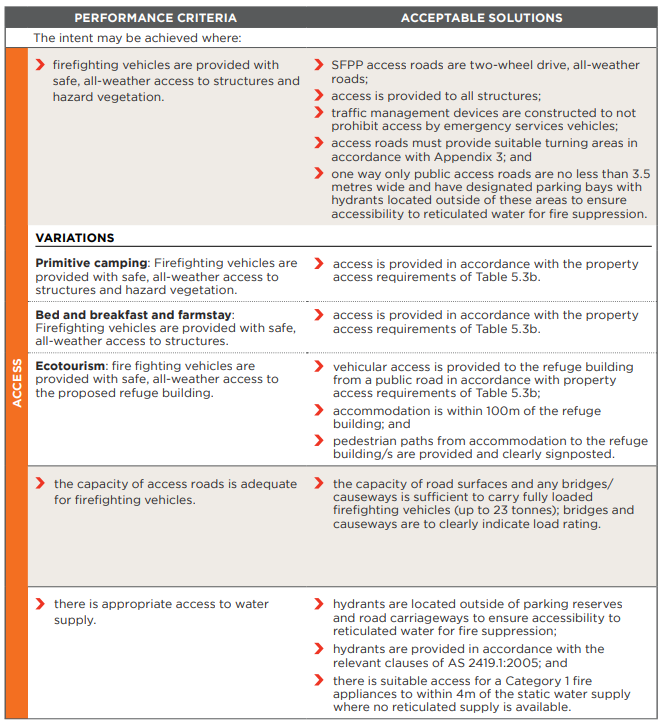 PERFORMANCE CRITERIA
ACCEPTABLE SOLUTIONS
The intent may be achieved where:
ACCESS
firefighting vehicles are provided with
safe, all-weather access to structures and
hazard vegetation.
SFPP access roads are two-wheel drive, all-weather
roads;
access is provided to all structures;
traffic management devices are constructed to not
prohibit access by emergency services vehicles;
access roads must provide suitable turning areas in
accordance with Appendix 3; and
one way only public access roads are no less than 3.5
metres wide and have designated parking bays with
hydrants located outside of these areas to ensure
accessibility to reticulated water for fire suppression.
VARIATIONS
Primitive camping: Firefighting vehicles are
provided with safe, all-weather access to
structures and hazard vegetation.
access is provided in accordance with the property
access requirements of Table 5.3b.
Bed and breakfast and farmstay:
Firefighting vehicles are provided with safe,
all-weather access to structures.
access is provided in accordance with the property
access requirements of Table 5.3b.
Ecotourism: fire fighting vehicles are
provided with safe, all-weather access to
the proposed refuge building.
vehicular access is provided to the refuge building
from a public road in accordance with property
access requirements of Table 5.3b;
accommodation is within 100m of the refuge
building; and
pedestrian paths from accommodation to the refuge
building/s are provided and clearly signposted.
the capacity of access roads is adequate
for firefighting vehicles.
the capacity of road surfaces and any bridges/
causeways is sufficient to carry fully loaded
firefighting vehicles (up to 23 tonnes); bridges and
causeways are to clearly indicate load rating.
there is appropriate access to water
supply.
hydrants are located outside of parking reserves
and road carriageways to ensure accessibility to
reticulated water for fire suppression;
hydrants are provided in accordance with the
relevant clauses of AS 2419.1:2005; and
there is suitable access for a Category 1 fire
appliances to within 4m of the static water supply
where no reticulated supply is available.